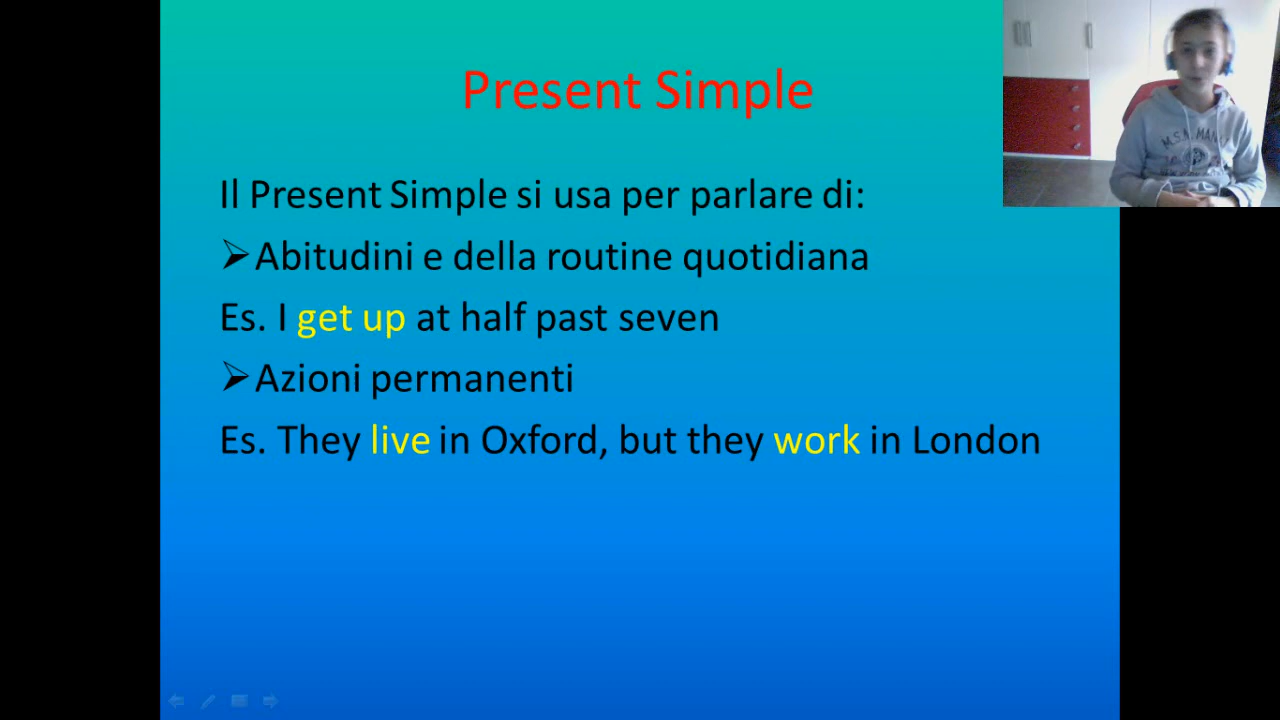 Present Simple
Il Present Simple si usa per parlare di:
➢Abitudini e della routine quotidiana
Es. I get up at half past seven
➢Azioni permanenti
Es. They live in Oxford, but they work in London